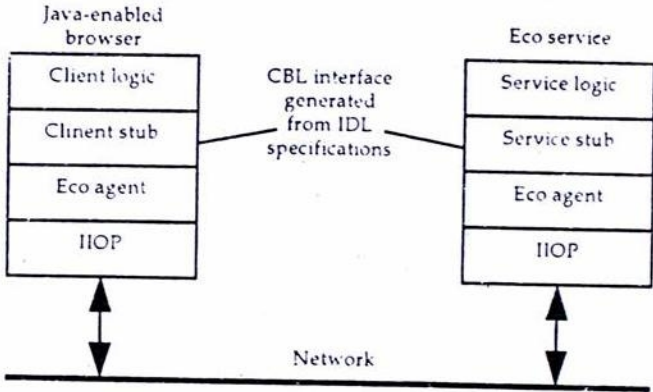 Java-enabled
browser
Client logic
Clinent stub
Eco agent
IIOP
CBL interface
generated
from IDL
specifications
Eco service
Service logic
Service stub
Eco agent
IIOP
Network